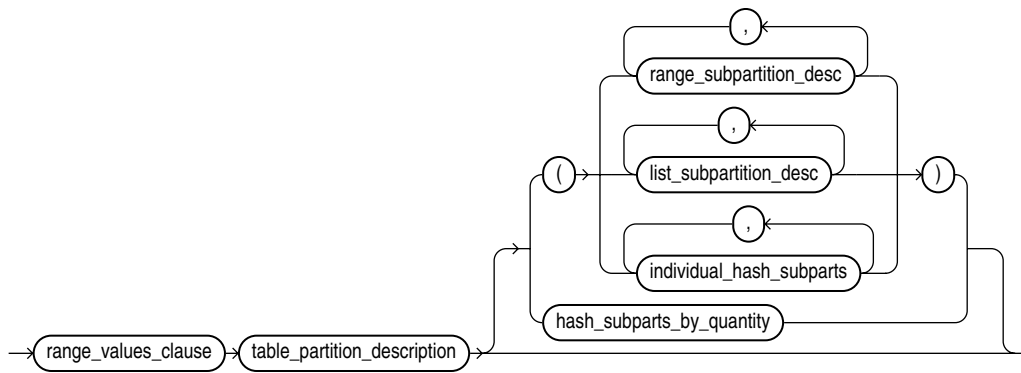 ,
range_subpartition_desc
,
( list_subpartition_desc )
,
individual_hash_subparts
hash_subparts_by_quantity
range_values_clause table_partition_description